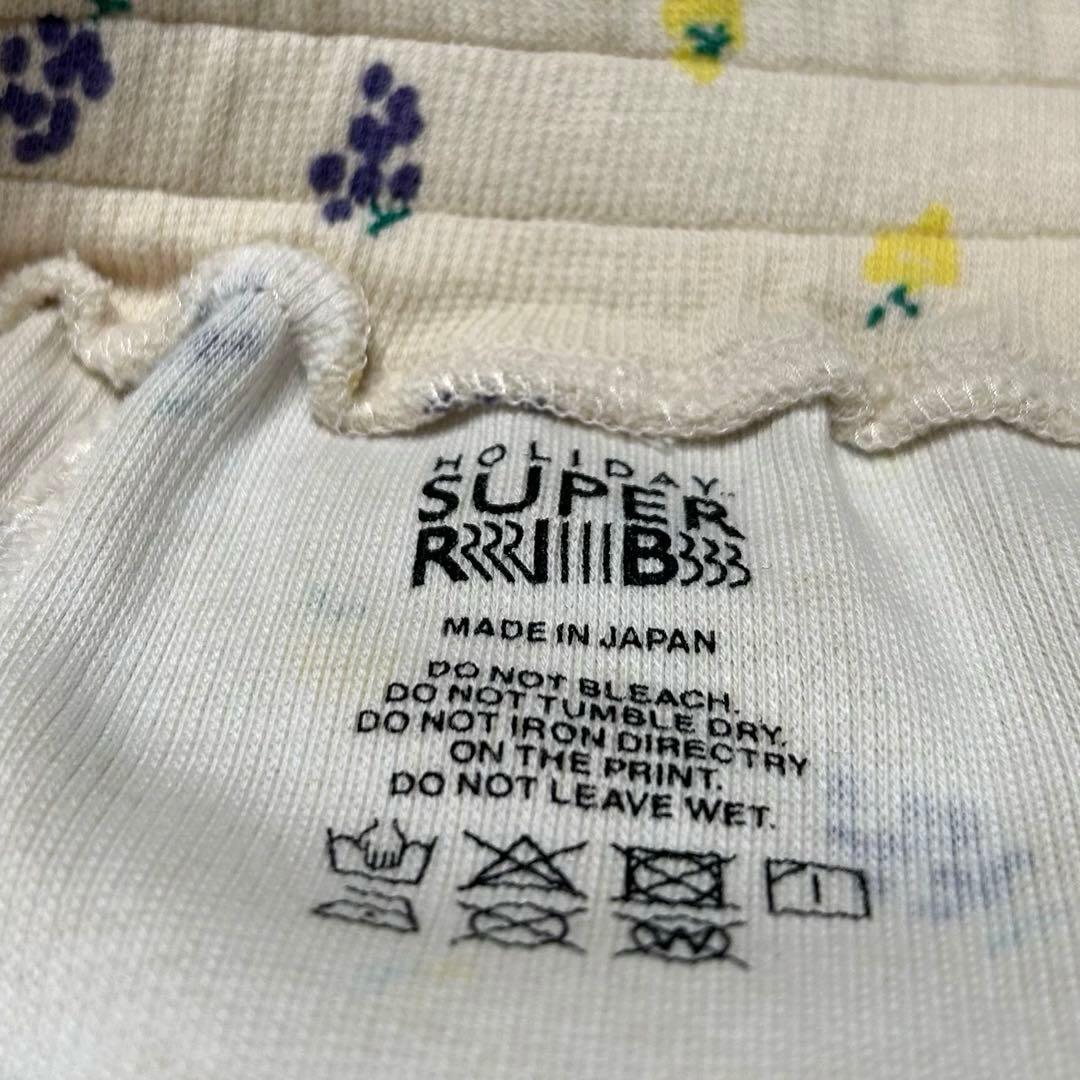 HOLIDAY
SUPER
RRRRIIIIIBBBB
MADE IN JAPAN
DO NOT BLEACH.
DO NOT TUMBLE DRY.
DO NOT IRON DIRECTRY
ON THE PRINT.
DO NOT LEAVE WET.
W